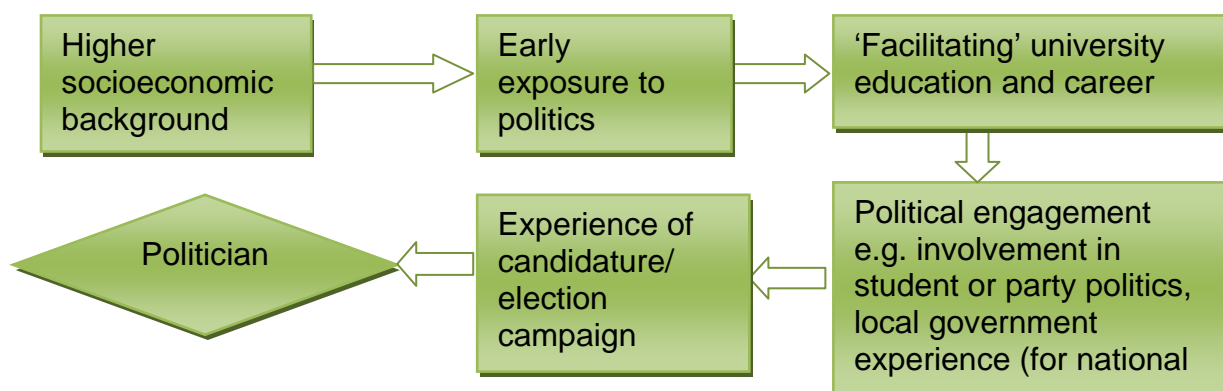 Higher
socioeconomic
background
Early
exposure to
politics
‘Facilitating’ university
education and career
Political engagement
e.g. involvement in
student or party politics,
local government
experience (for national
Experience of
candidature/
election
campaign
Politician